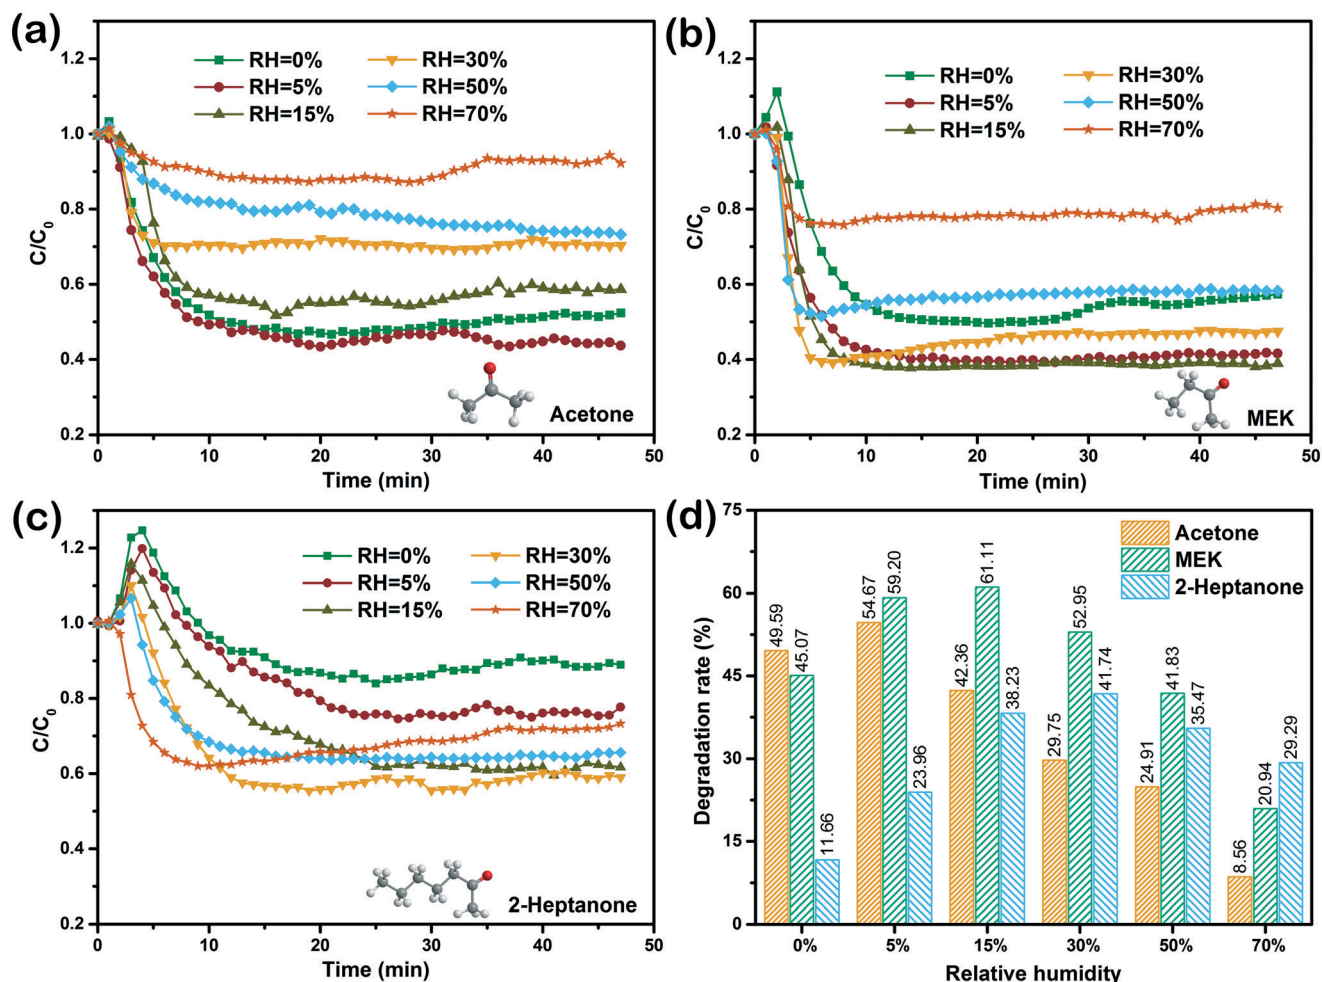 (a)
RH=0%
RH=5%
RH=15%
RH=30%
RH=50%
RH=70%
1.2
1.0
0.8
0.6
0.4
0.2
C/C0
0 10 20 30 40 50
Time (min)
Acetone
(b)
RH=0%
RH=5%
RH=15%
RH=30%
RH=50%
RH=70%
1.2
1.0
0.8
0.6
0.4
0.2
C/C0
0 10 20 30 40 50
Time (min)
MEK
(c)
RH=0%
RH=5%
RH=15%
RH=30%
RH=50%
RH=70%
1.2
1.0
0.8
0.6
0.4
0.2
C/C0
0 10 20 30 40 50
Time (min)
2-Heptanone
(d)
Acetone
MEK
2-Heptanone
75
60
45
30
15
0
Degradation rate (%)
49.59 45.07 11.66
54.67 59.20 23.96
42.36 61.11 38.23
29.75 52.95 41.74
24.91 41.83 35.47
8.56 20.94 29.29
0% 5% 15% 30% 50% 70%
Relative humidity